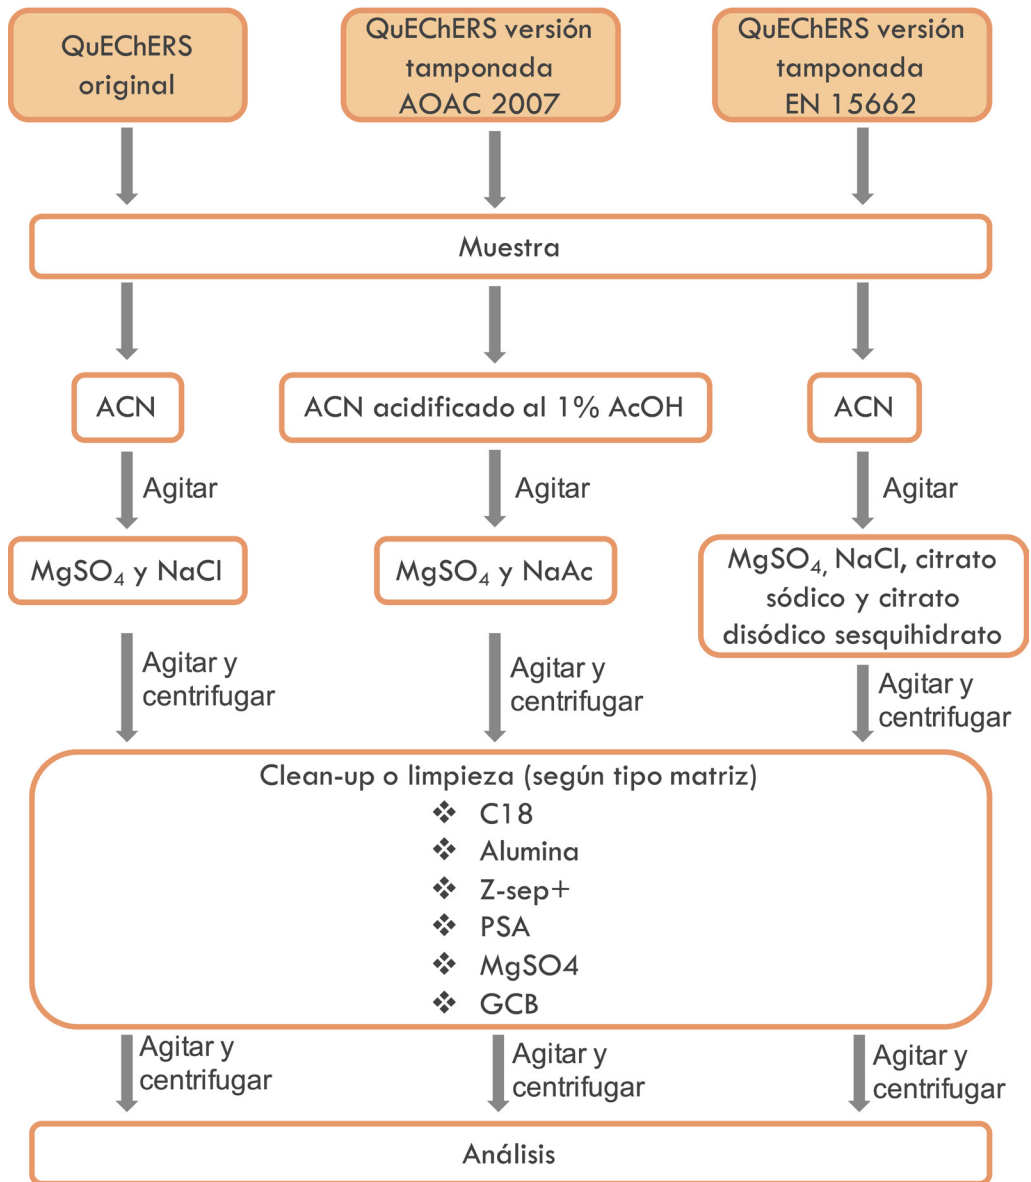 QuEChERS
original
QuEChERS versión
tamponada
AOAC 2007
QuEChERS versión
tamponada
EN 15662
Muestra
ACN
ACN acidificado al 1% AcOH
ACN
Agitar
Agitar
Agitar
MgSO₄ y NaCl
MgSO₄ y NaAc
MgSO₄, NaCl, citrato
sódico y citrato
disódico sesquihidrato
Agitar y
centrifugar
Agitar y
centrifugar
Agitar y
centrifugar
Clean-up o limpieza (según tipo matriz)
❖ C18
❖ Alumina
❖ Z-sep+
❖ PSA
❖ MgSO4
❖ GCB
Agitar y
centrifugar
Agitar y
centrifugar
Agitar y
centrifugar
Análisis